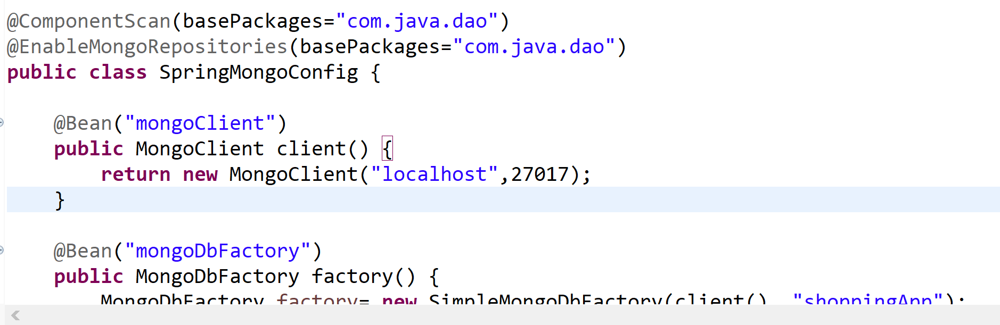 @ComponentScan(basePackages="com.java.dao")
@EnableMongoRepositories(basePackages="com.java.dao")
public class SpringMongoConfig {
@Bean("mongoClient")
public MongoClient client() {
return new MongoClient("localhost",27017);
}
@Bean("mongoDbFactory")
public MongoDbFactory factory() {
MongoDbFactory factory= new SimpleMongoDbFactory(client(), "shoppingApp");